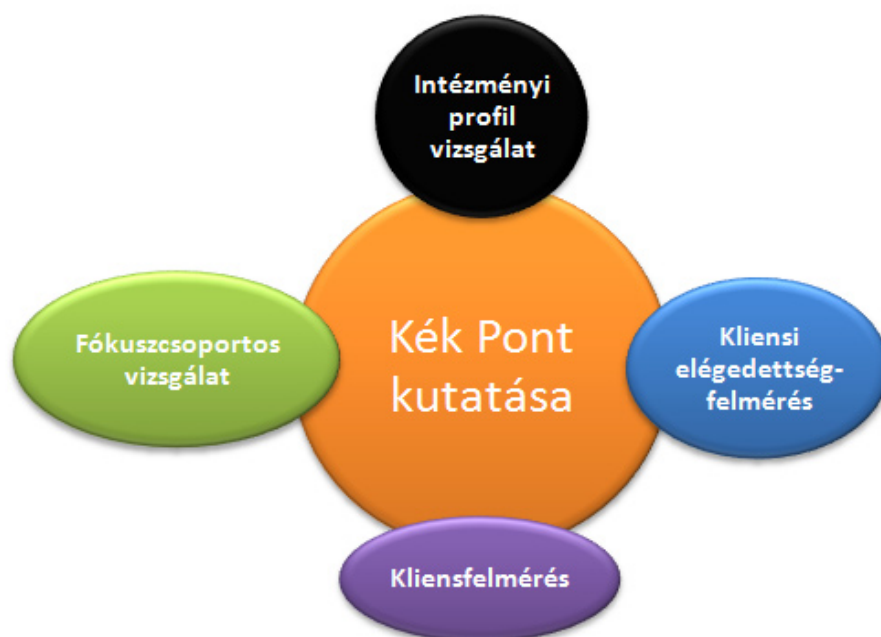 Intézményi
profil
vizsgálat
Fókuszcsoportos
vizsgálat
Kék Pont
kutatása
Kliensi
elégedettség-
felmérés
Kliensfelmérés